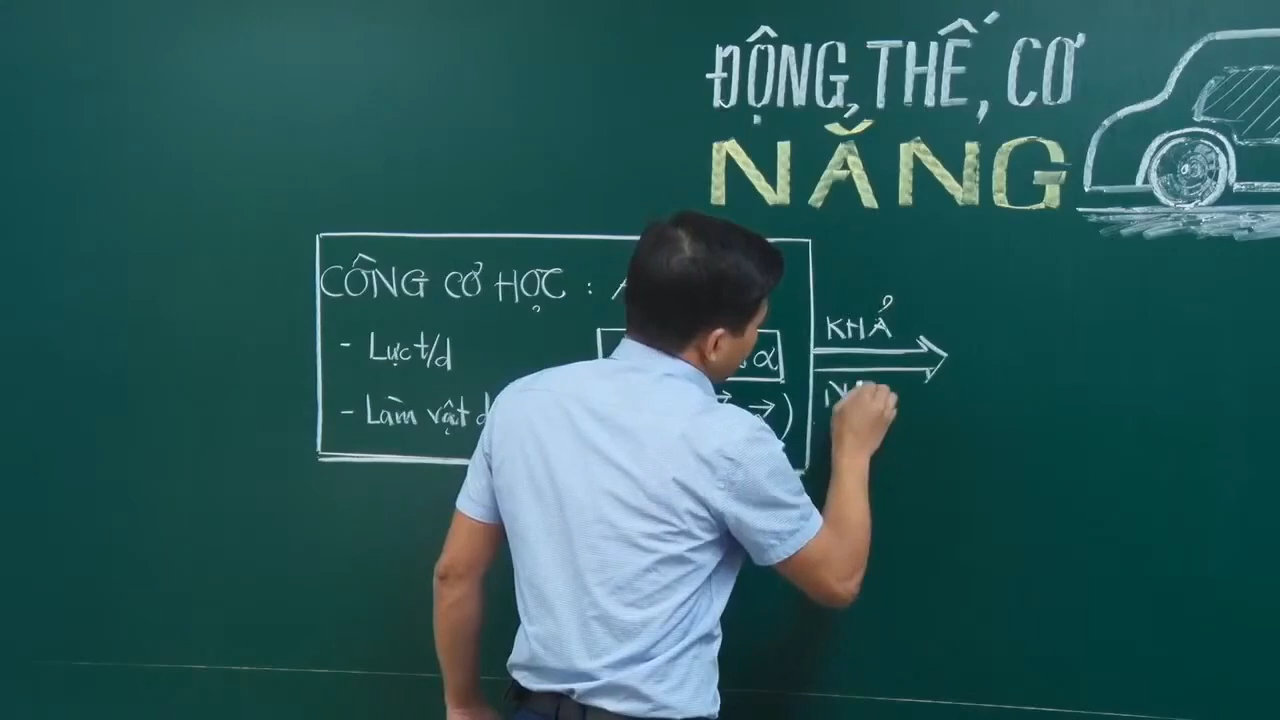 ĐỘNG, THẾ, CƠ
NĂNG
CÔNG CƠ HỌC :
- Lực t/d
α
- Làm vật
)
KHẢ